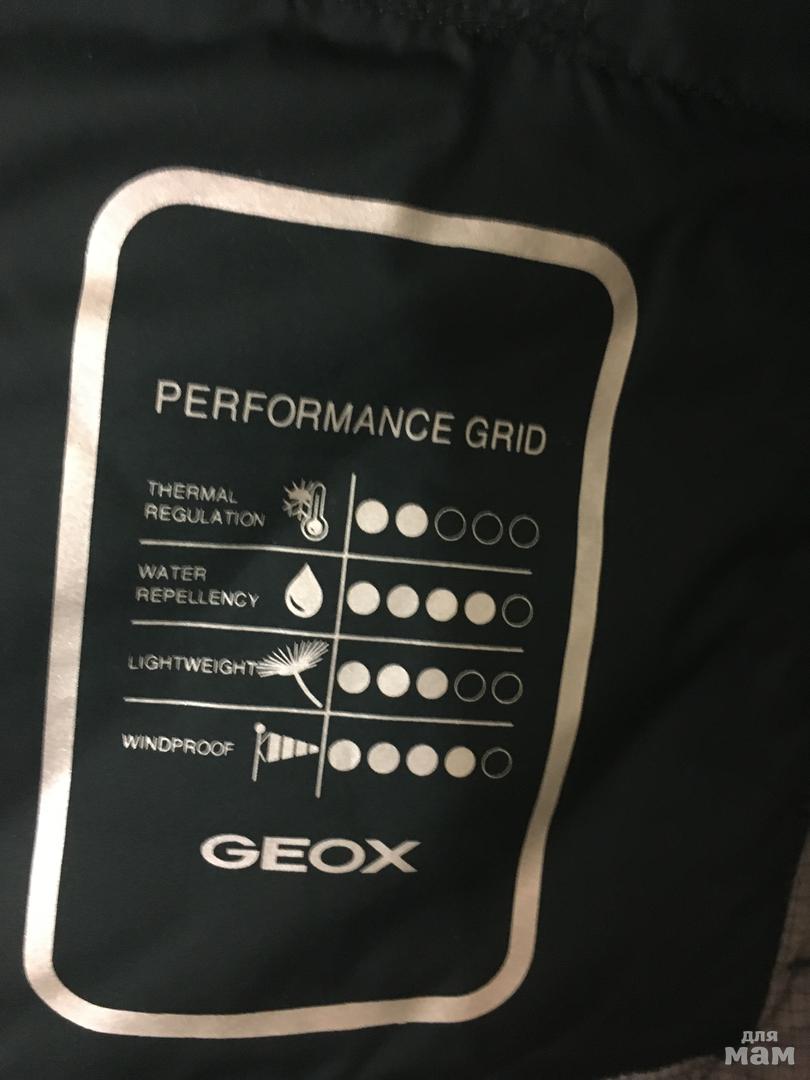 PERFORMANCE GRID
THERMAL
REGULATION
WATER
REPELLENCY
LIGHTWEIGHT
WINDPROOF
GEOX
для
мам